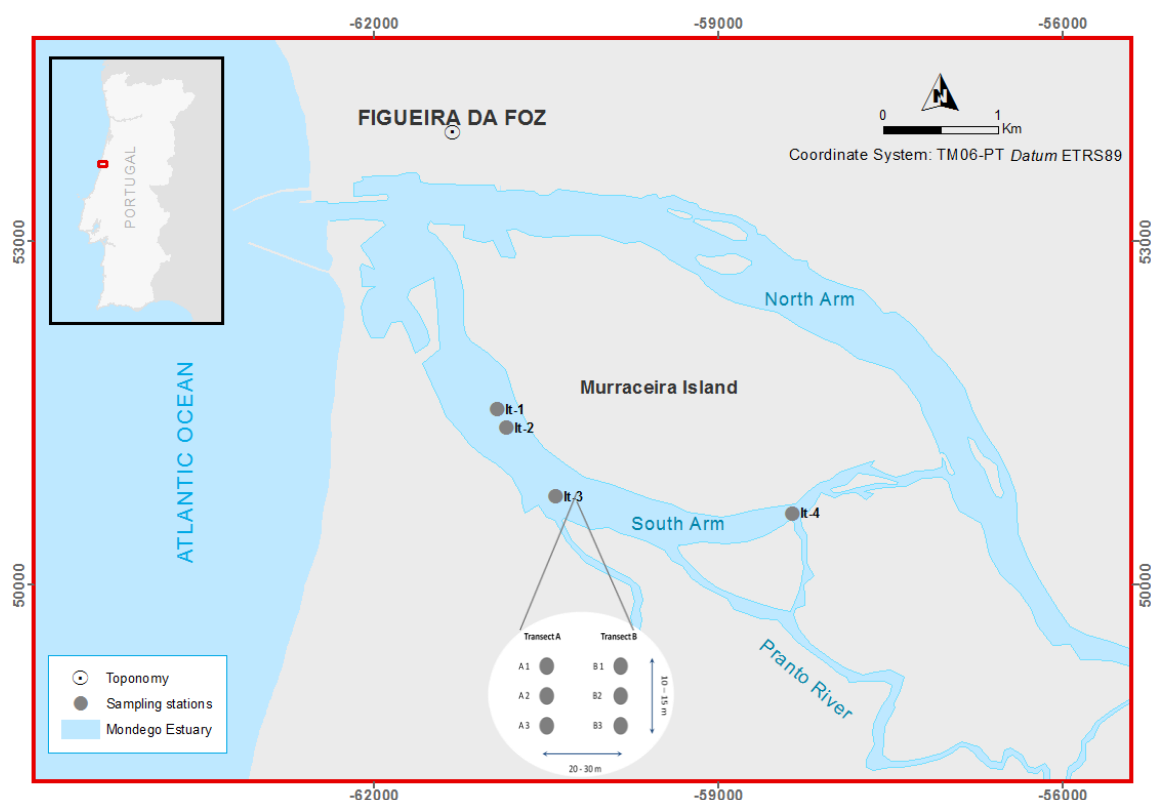 -62000
-59000
-56000
FIGUEIRA DA FOZ
N
0 1
Km
Coordinate System: TM06-PT Datum ETRS89
PORTUGAL
53000
53000
North Arm
ATLANTIC OCEAN
Murraceira Island
It-1
It-2
It-3
It-4
South Arm
50000
50000
Pranto River
Transect A Transect B
A 1 B 1
A 2 B2
A 3 B3
10 – 15 m
20 - 30 m
Toponomy
Sampling stations
Mondego Estuary
-62000
-59000
-56000